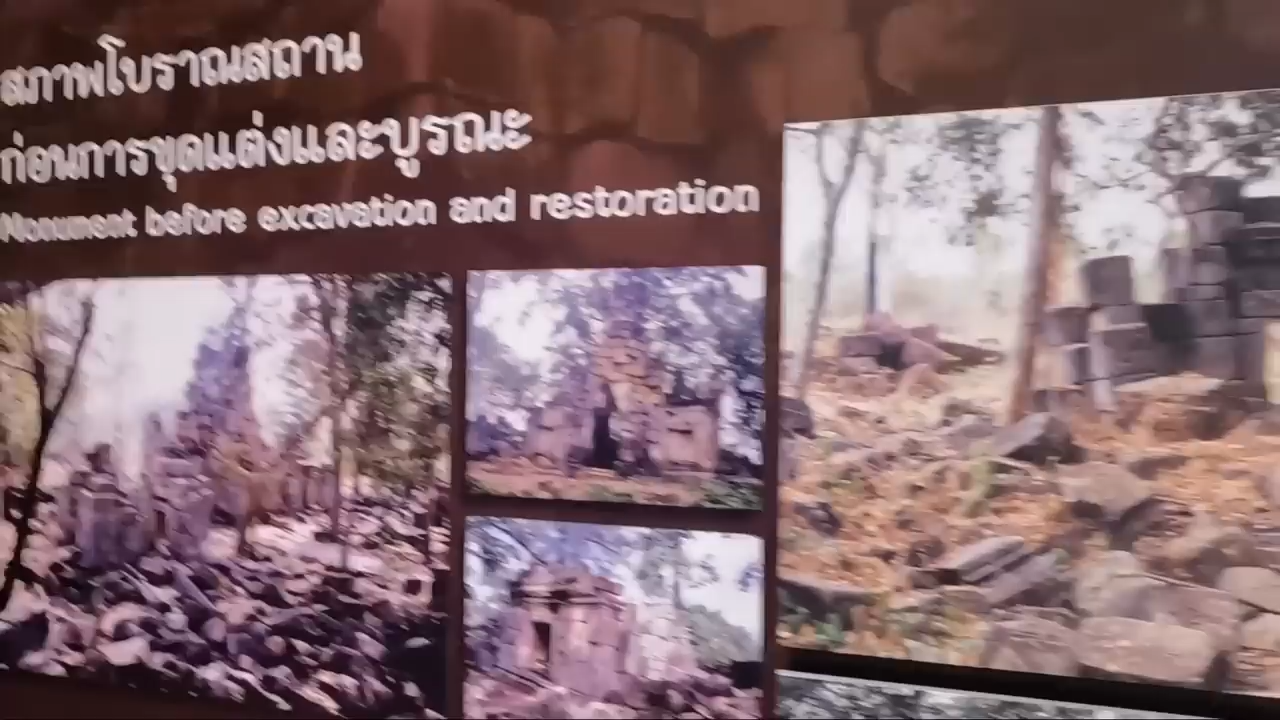 สภาพโบราณสถาน
ก่อนการขุดแต่งและบูรณะ
Monument before excavation and restoration